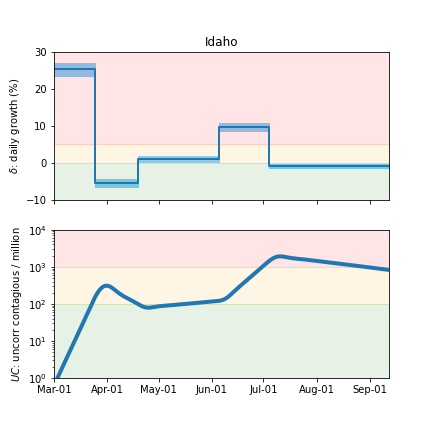 Idaho
δ: daily growth (%)
30
20
10
0
−10
UC: uncorr contagious / million
10⁴
10³
10²
10¹
10⁰
Mar-01 Apr-01 May-01 Jun-01 Jul-01 Aug-01 Sep-01